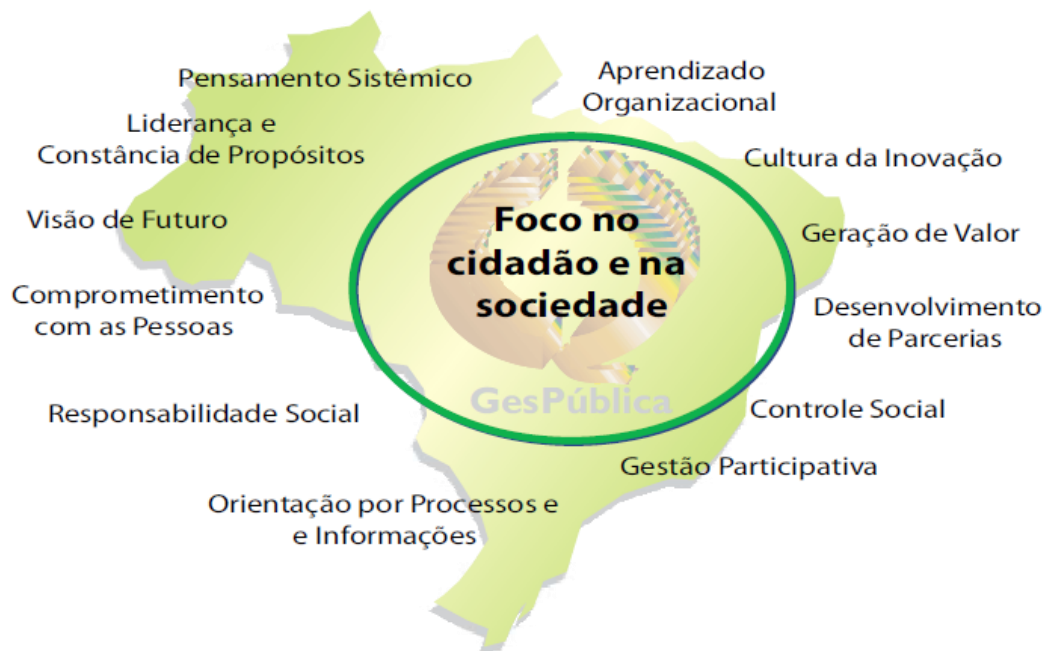 Pensamento Sistêmico
Aprendizado
Organizacional
Liderança e
Constância de Propósitos
Cultura da Inovação
Visão de Futuro
Foco no
cidadão e na
sociedade
Geração de Valor
Comprometimento
com as Pessoas
Desenvolvimento
de Parcerias
GesPública
Responsabilidade Social
Controle Social
Gestão Participativa
Orientação por Processos e
e Informações